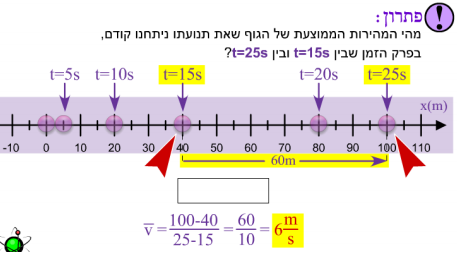 פתרון:
מהי המהירות הממוצעת של הגוף שאת תנועתו ניתחנו קודם,
בפרק הזמן שבין t=15s ובין t=25s?
t=5s t=10s t=15s t=20s t=25s
x(m)
-10 0 10 20 30 40 50 60 70 80 90 100 110
60m
v̅ = 100-40 / 25-15 = 60 / 10 = 6 m/s